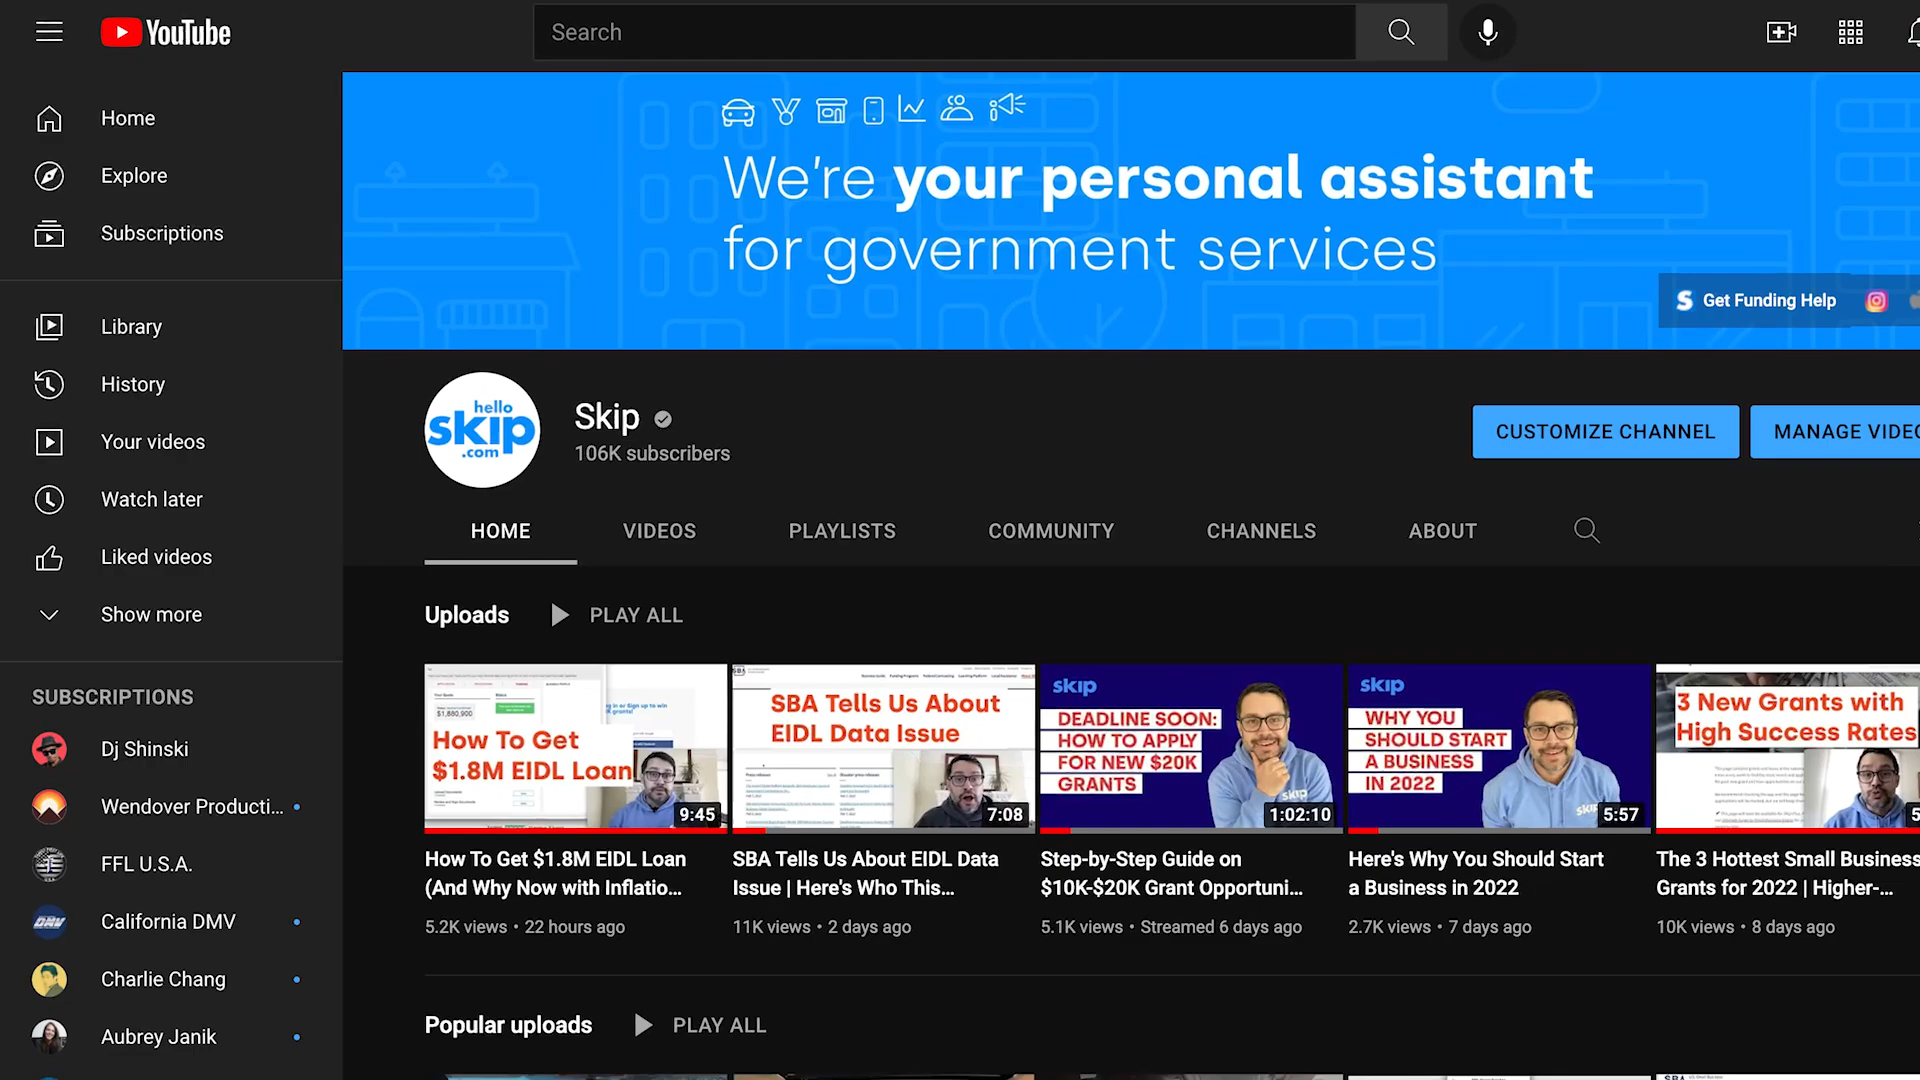 YouTube
Search
Home
Explore
Subscriptions
Library
History
Your videos
Watch later
Liked videos
Show more
SUBSCRIPTIONS
Dj Shinski
Wendover Producti...
FFL U.S.A.
California DMV
Charlie Chang
Aubrey Janik
We're your personal assistant
for government services
Get Funding Help
hello
skip
.com
Skip
106K subscribers
CUSTOMIZE CHANNEL
MANAGE VIDEO
HOME
VIDEOS
PLAYLISTS
COMMUNITY
CHANNELS
ABOUT
Uploads
PLAY ALL
$1,880,900
How To Get
$1.8M EIDL Loan
9:45
How To Get $1.8M EIDL Loan
(And Why Now with Inflatio...
5.2K views • 22 hours ago
SBA
SBA Tells Us About
EIDL Data Issue
7:08
SBA Tells Us About EIDL Data
Issue | Here's Who This...
11K views • 2 days ago
skip
DEADLINE SOON:
HOW TO APPLY
FOR NEW $20K
GRANTS
skip
1:02:10
Step-by-Step Guide on
$10K-$20K Grant Opportuni...
5.1K views • Streamed 6 days ago
skip
WHY YOU
SHOULD START
A BUSINESS
IN 2022
5:57
Here's Why You Should Start
a Business in 2022
2.7K views • 7 days ago
3 New Grants with
High Success Rates
5
The 3 Hottest Small Business
Grants for 2022 | Higher-...
10K views • 8 days ago
Popular uploads
PLAY ALL